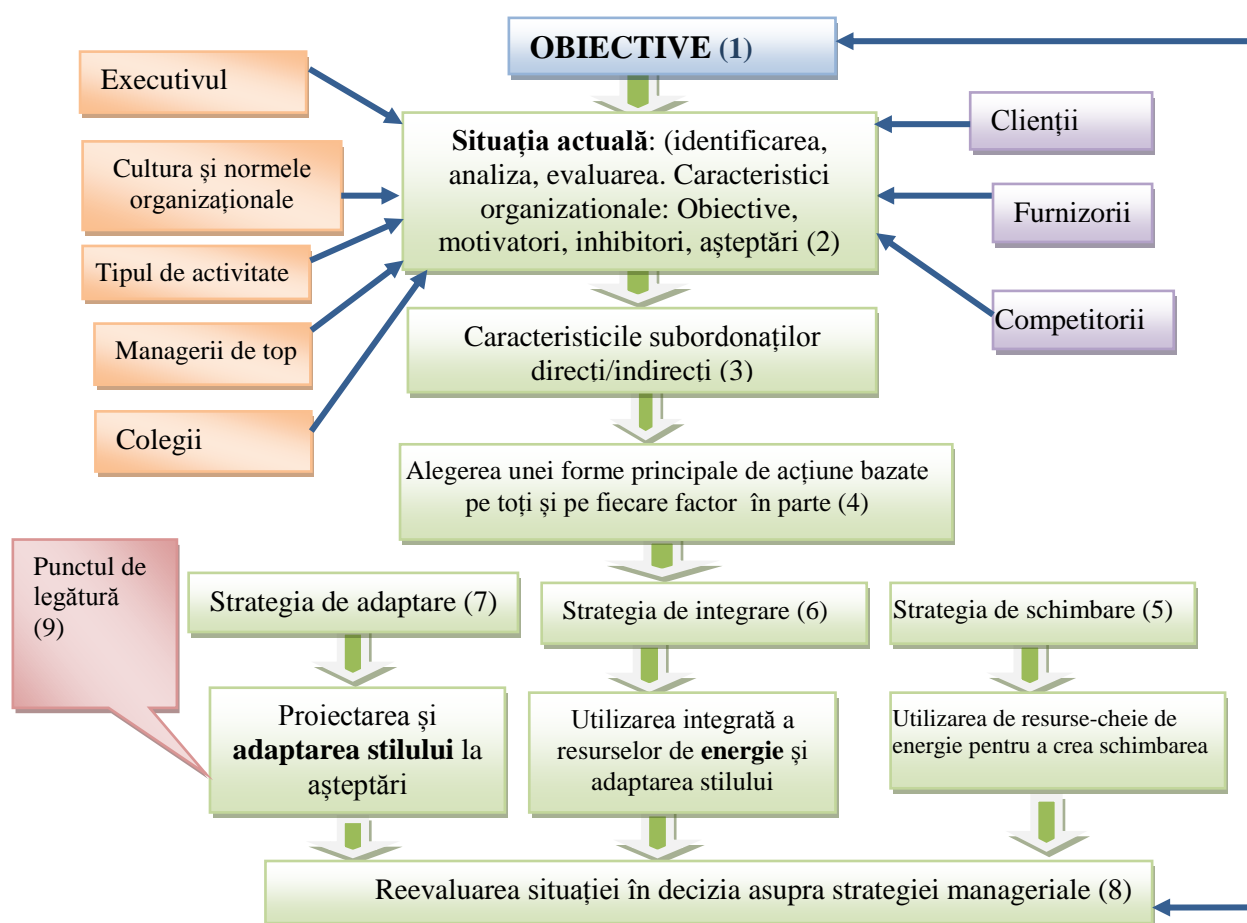 OBIECTIVE (1)
Executivul
Cultura și normele
organizaționale
Tipul de activitate
Managerii de top
Colegii
Situația actuală: (identificarea,
analiza, evaluarea. Caracteristici
organizationale: Obiective,
motivatori, inhibitori, așteptări (2)
Clienții
Furnizorii
Competitorii
Caracteristicile subordonaților
direcți/indirecți (3)
Alegerea unei forme principale de acțiune bazate
pe toți și pe fiecare factor în parte (4)
Punctul de
legătură
(9)
Strategia de adaptare (7)
Strategia de integrare (6)
Strategia de schimbare (5)
Proiectarea și
adaptarea stilului la
așteptări
Utilizarea integrată a
resurselor de energie și
adaptarea stilului
Utilizarea de resurse-cheie de
energie pentru a crea schimbarea
Reevaluarea situației în decizia asupra strategiei manageriale (8)